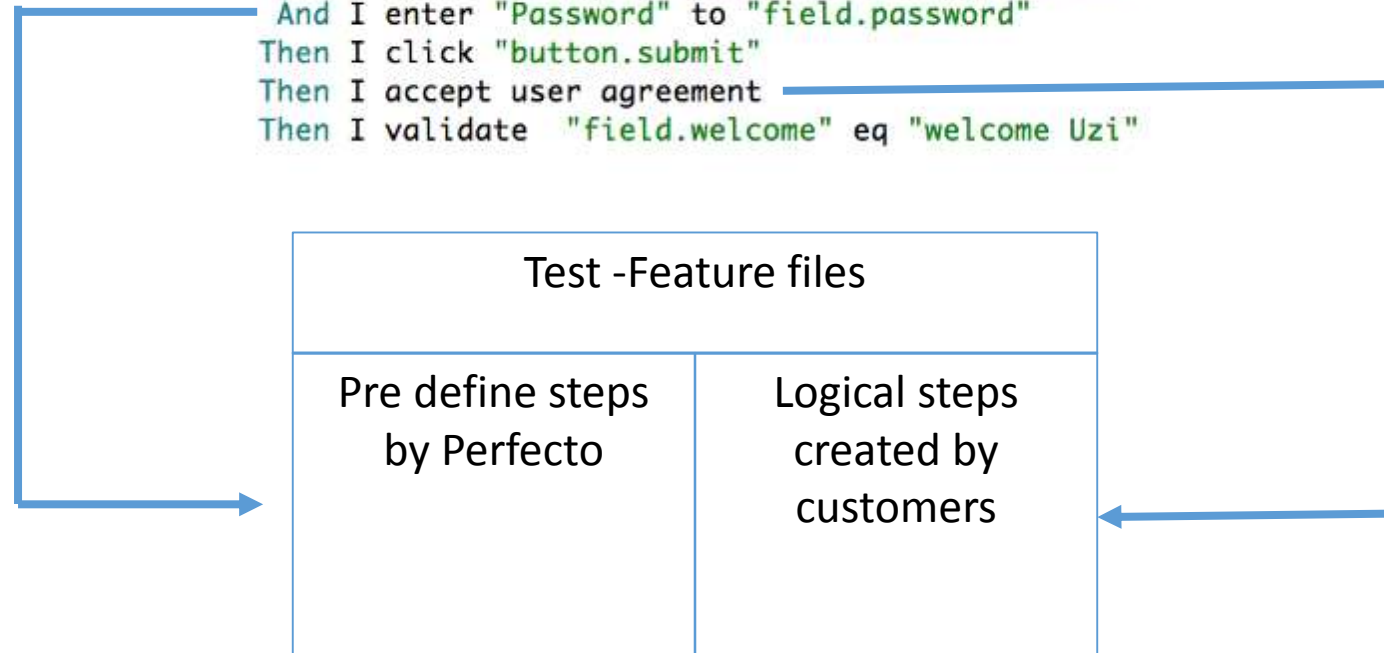 And I enter "Password" to "field.password"
Then I click "button.submit"
Then I accept user agreement
Then I validate  "field.welcome" eq "welcome Uzi"
Test -Feature files
Pre define steps
by Perfecto
Logical steps
created by
customers